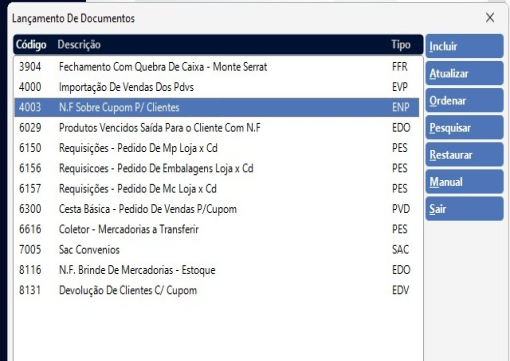 Lançamento De Documentos
Código Descrição Tipo
3904 Fechamento Com Quebra De Caixa - Monte Serrat FFR
4000 Importação De Vendas Dos Pdvs EVP
4003 N.F Sobre Cupom P/ Clientes ENP
6029 Produtos Vencidos Saída Para o Cliente Com N.F EDO
6150 Requisições - Pedido De Mp Loja x Cd PES
6156 Requisicoes - Pedido De Embalagens Loja x Cd PES
6157 Requisições - Pedido De Mc Loja x Cd PES
6300 Cesta Básica - Pedido De Vendas P/Cupom PVD
6616 Coletor - Mercadorias a Transferir PES
7005 Sac Convenios SAC
8116 N.F. Brinde De Mercadorias - Estoque EDO
8131 Devolução De Clientes C/ Cupom EDV
Incluir
Atualizar
Ordenar
Pesquisar
Restaurar
Manual
Sair